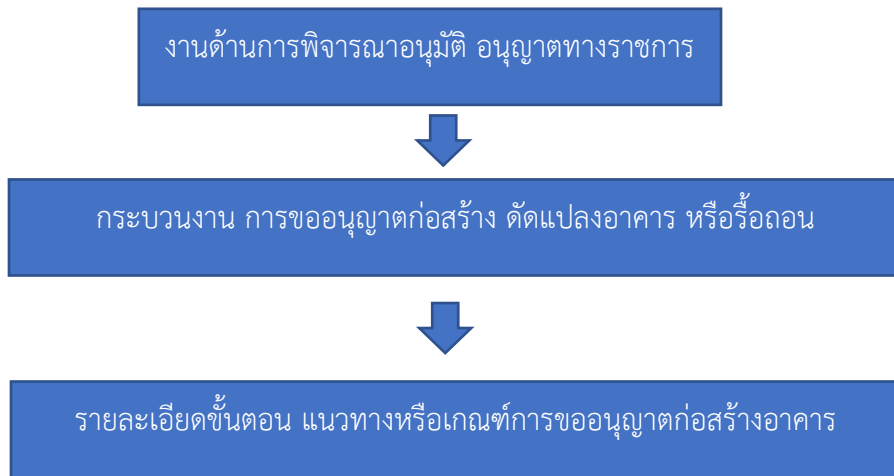 งานด้านการพิจารณาอนุมัติ อนุญาตทางราชการ
กระบวนงาน การขออนุญาตก่อสร้าง ดัดแปลงอาคาร หรือรื้อถอน
รายละเอียดขั้นตอน แนวทางหรือเกณฑ์การขออนุญาตก่อสร้างอาคาร